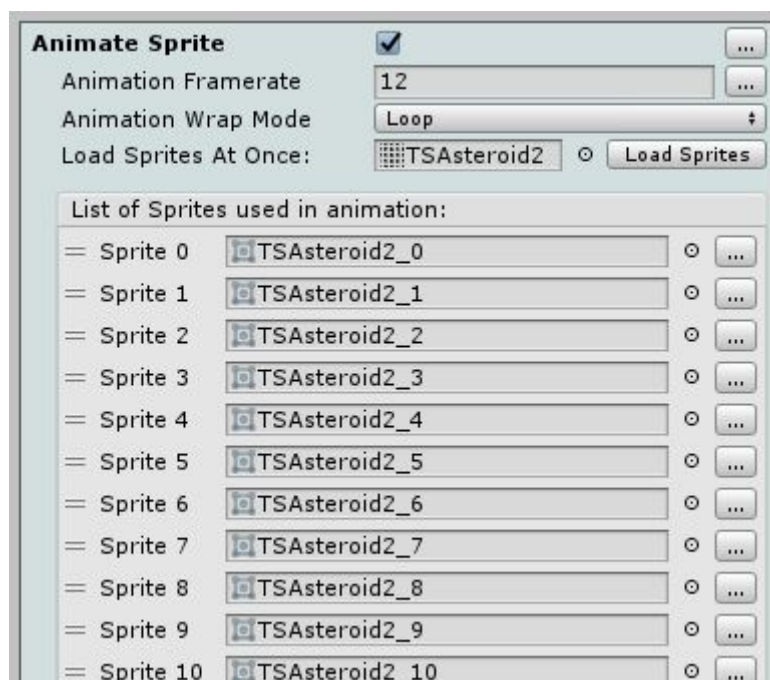 Animate Sprite ...
Animation Framerate 12 ...
Animation Wrap Mode Loop
Load Sprites At Once: TSAsteroid2 Load Sprites
List of Sprites used in animation:
Sprite 0 TSAsteroid2_0 ...
Sprite 1 TSAsteroid2_1 ...
Sprite 2 TSAsteroid2_2 ...
Sprite 3 TSAsteroid2_3 ...
Sprite 4 TSAsteroid2_4 ...
Sprite 5 TSAsteroid2_5 ...
Sprite 6 TSAsteroid2_6 ...
Sprite 7 TSAsteroid2_7 ...
Sprite 8 TSAsteroid2_8 ...
Sprite 9 TSAsteroid2_9 ...
Sprite 10 TSAsteroid2_10 ...